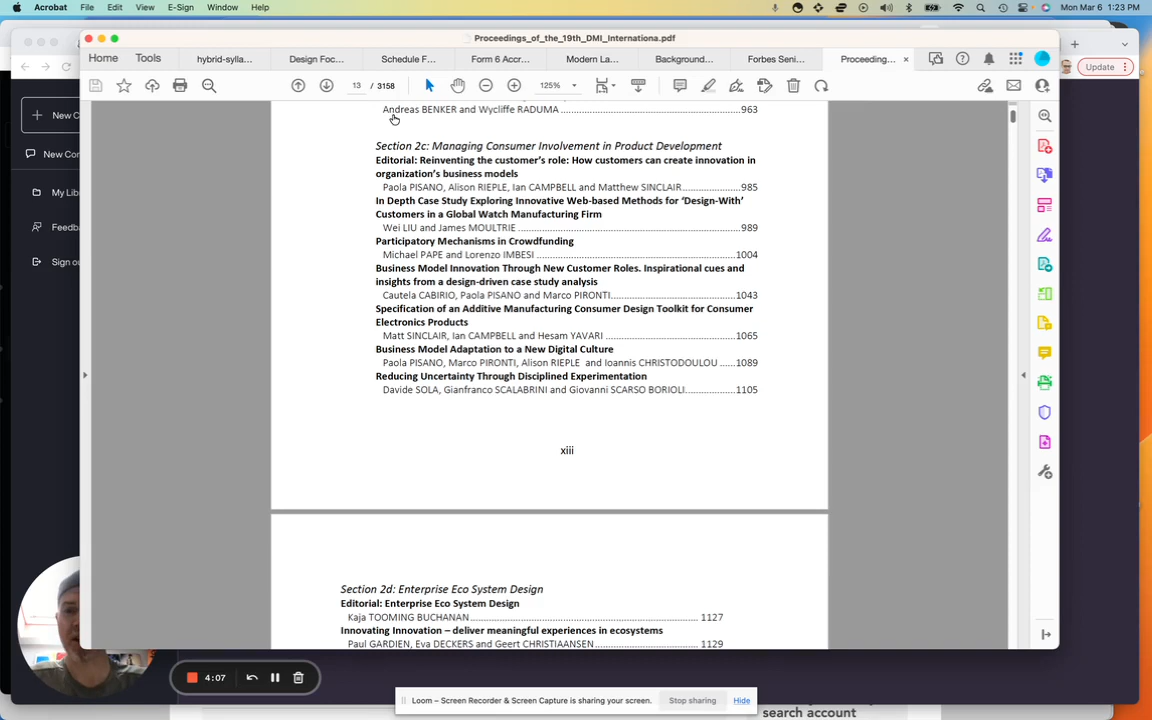 Acrobat File Edit View E-Sign Window Help Mon Mar 6 1:23 PM
Proceedings_of_the_19th_DMI_Internationa.pdf
Home Tools hybrid-sylla... Design Foc... Schedule F... Form 6 Accr... Modern La... Background... Forbes Seni... Proceeding... ×
Update
13 / 3158 125%
New C
New Con
My Lib
Feedba
Sign ou
Andreas BENKER and Wycliffe RADUMA ........................................................963
Section 2c: Managing Consumer Involvement in Product Development
Editorial: Reinventing the customer's role: How customers can create innovation in
organization's business models
Paola PISANO, Alison RIEPLE, Ian CAMPBELL and Matthew SINCLAIR..................985
In Depth Case Study Exploring Innovative Web-based Methods for 'Design-With'
Customers in a Global Watch Manufacturing Firm
Wei LIU and James MOULTRIE ......................................................................989
Participatory Mechanisms in Crowdfunding
Michael PAPE and Lorenzo IMBESI ..............................................................1004
Business Model Innovation Through New Customer Roles. Inspirational cues and
insights from a design-driven case study analysis
Cautela CABIRIO, Paola PISANO and Marco PIRONTI.......................................1043
Specification of an Additive Manufacturing Consumer Design Toolkit for Consumer
Electronics Products
Matt SINCLAIR, Ian CAMPBELL and Hesam YAVARI .........................................1065
Business Model Adaptation to a New Digital Culture
Paola PISANO, Marco PIRONTI, Alison RIEPLE and Ioannis CHRISTODOULOU ......1089
Reducing Uncertainty Through Disciplined Experimentation
Davide SOLA, Gianfranco SCALABRINI and Giovanni SCARSO BORIOLI................1105
xiii
Section 2d: Enterprise Eco System Design
Editorial: Enterprise Eco System Design
Kaja TOOMING BUCHANAN........................................................................ 1127
Innovating Innovation – deliver meaningful experiences in ecosystems
Paul GARDIEN, Eva DECKERS and Geert CHRISTIAANSEN................................ 1129
4:07
Loom – Screen Recorder & Screen Capture is sharing your screen. Stop sharing Hide
search account